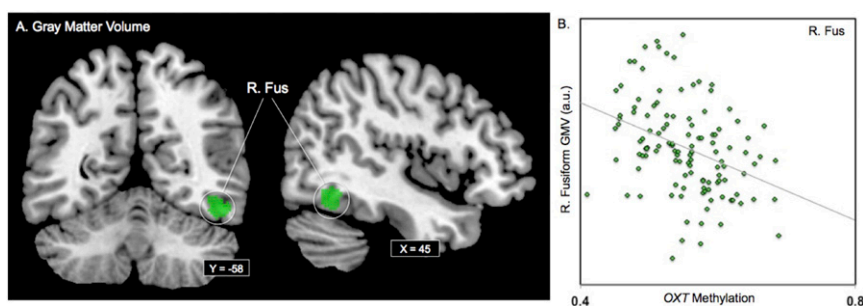 A. Gray Matter Volume
R. Fus
Y = -58
X = 45
B.
R. Fus
R. Fusiform GMV (a.u.)
0.4
OXT Methylation
0.8